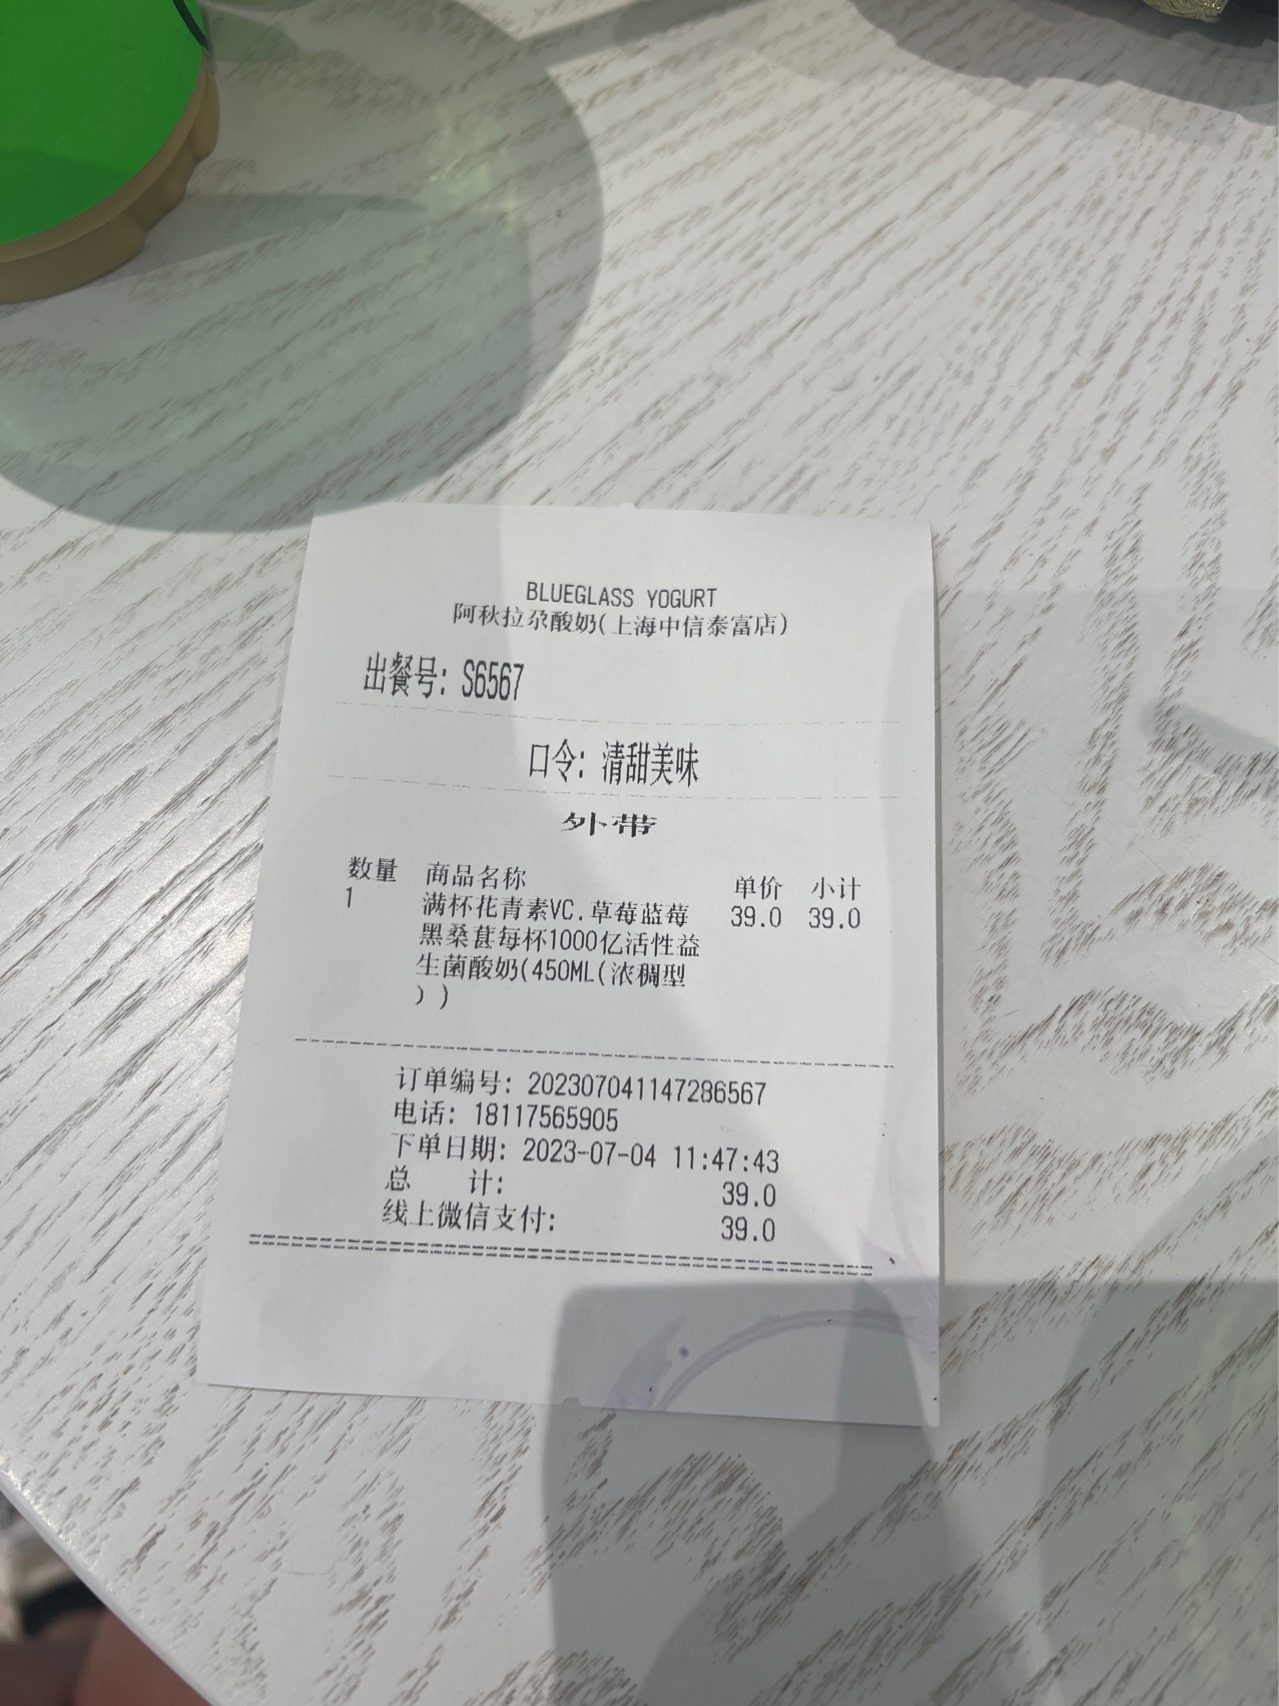 BLUEGLASS YOGURT
阿秋拉尕酸奶(上海中信泰富店)
出餐号: S6567
口令: 清甜美味
外带
数量 商品名称 单价 小计
1 满杯花青素VC.草莓蓝莓 39.0 39.0
黑桑葚每杯1000亿活性益
生菌酸奶(450ML(浓稠型
))
订单编号: 202307041147286567
电话: 18117565905
下单日期: 2023-07-04 11:47:43
总 计: 39.0
线上微信支付: 39.0